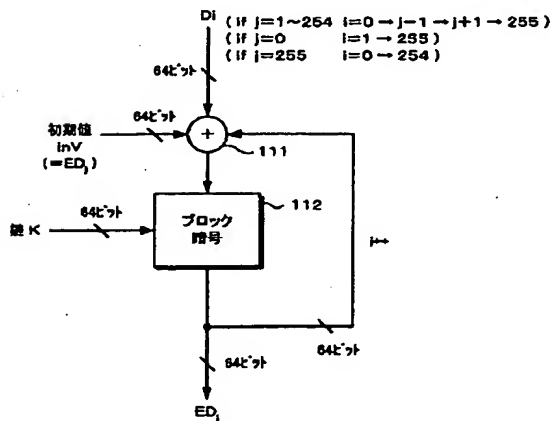 Di (if j=1~254 i=0→j-1→j+1→255)
(if j=0 i=1→255)
(if j=255 i=0→254)
64ビット
初期値
inV
(=EDj)
64ビット
+
111
鍵 K
64ビット
ブロック
暗号
112
64ビット
64ビット
EDi